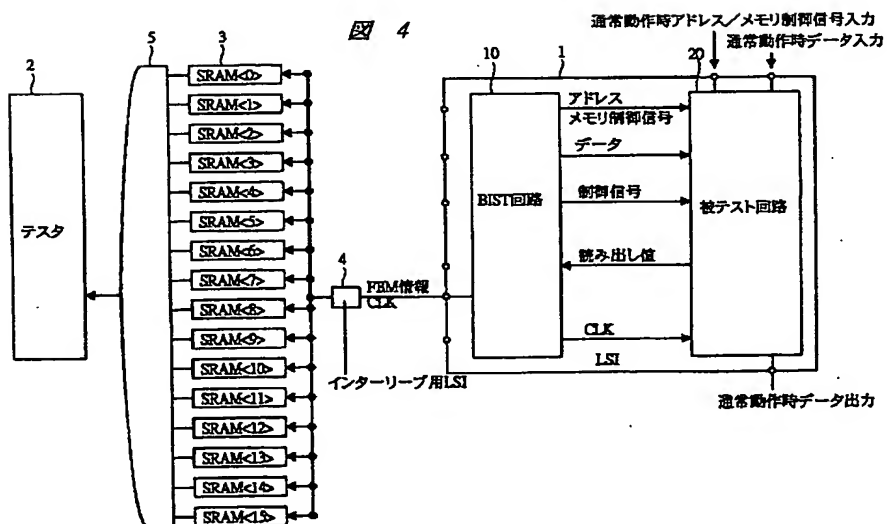 図 4
通常動作時アドレス/メモリ制御信号入力
通常動作時データ入力
5
3
2
10
1
20
SRAM<0>
SRAM<1>
SRAM<2>
SRAM<3>
SRAM<4>
SRAM<5>
SRAM<6>
SRAM<7>
SRAM<8>
SRAM<9>
SRAM<10>
SRAM<11>
SRAM<12>
SRAM<13>
SRAM<14>
SRAM<15>
テスタ
4
FBM情報
CLK
インターリーブ用LSI
BIST回路
アドレス
メモリ制御信号
データ
制御信号
読み出し値
CLK
LSI
被テスト回路
通常動作時データ出力